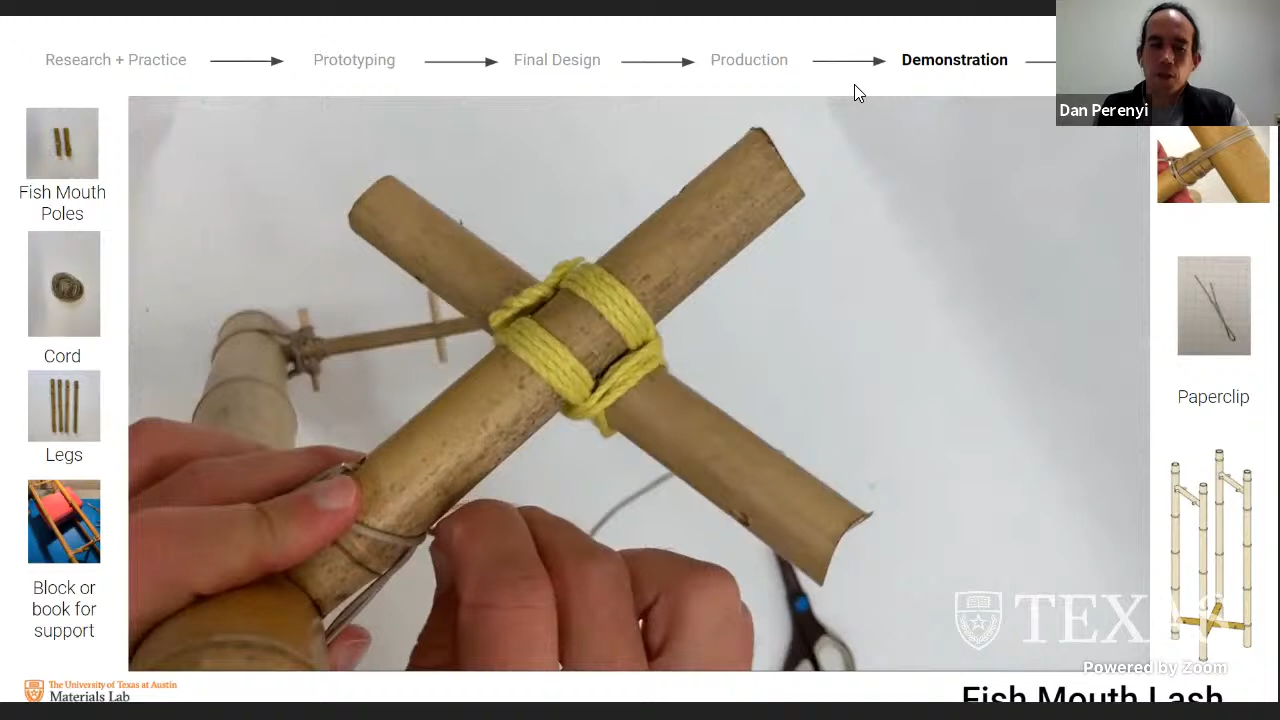 Research + Practice
Prototyping
Final Design
Production
Demonstration
Dan Perenyi
Fish Mouth
Poles
Cord
Legs
Block or
book for
support
Paperclip
TEXAS
Powered by Zoom
The University of Texas at Austin
Materials Lab
Fish Mouth Lash